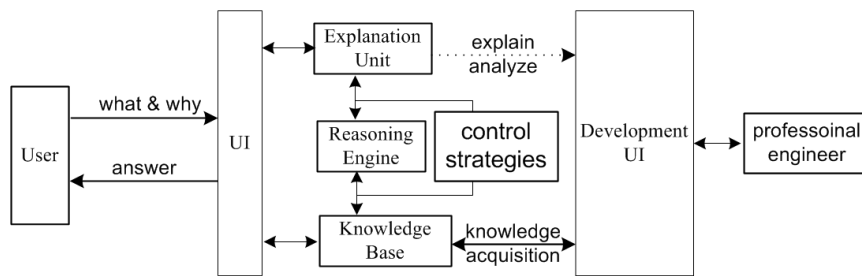 User
what & why
answer
UI
Explanation
Unit
Reasoning
Engine
Knowledge
Base
control
strategies
explain
analyze
knowledge
acquisition
Development
UI
professoinal
engineer